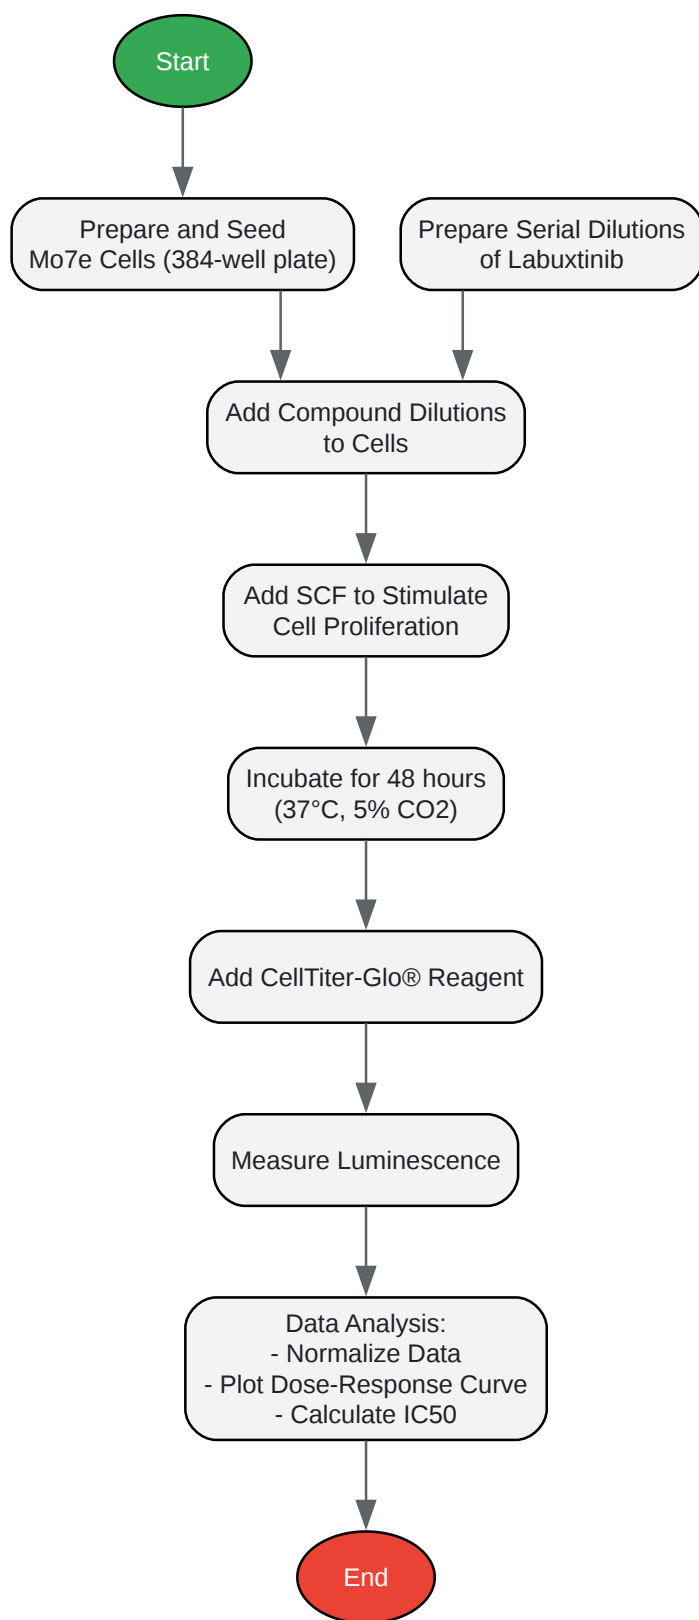 Start
Prepare and Seed
Mo7e Cells (384-well plate)
Prepare Serial Dilutions
of Labuxtinib
Add Compound Dilutions
to Cells
Add SCF to Stimulate
Cell Proliferation
Incubate for 48 hours
(37°C, 5% CO2)
Add CellTiter-Glo® Reagent
Measure Luminescence
Data Analysis:
- Normalize Data
- Plot Dose-Response Curve
- Calculate IC50
End